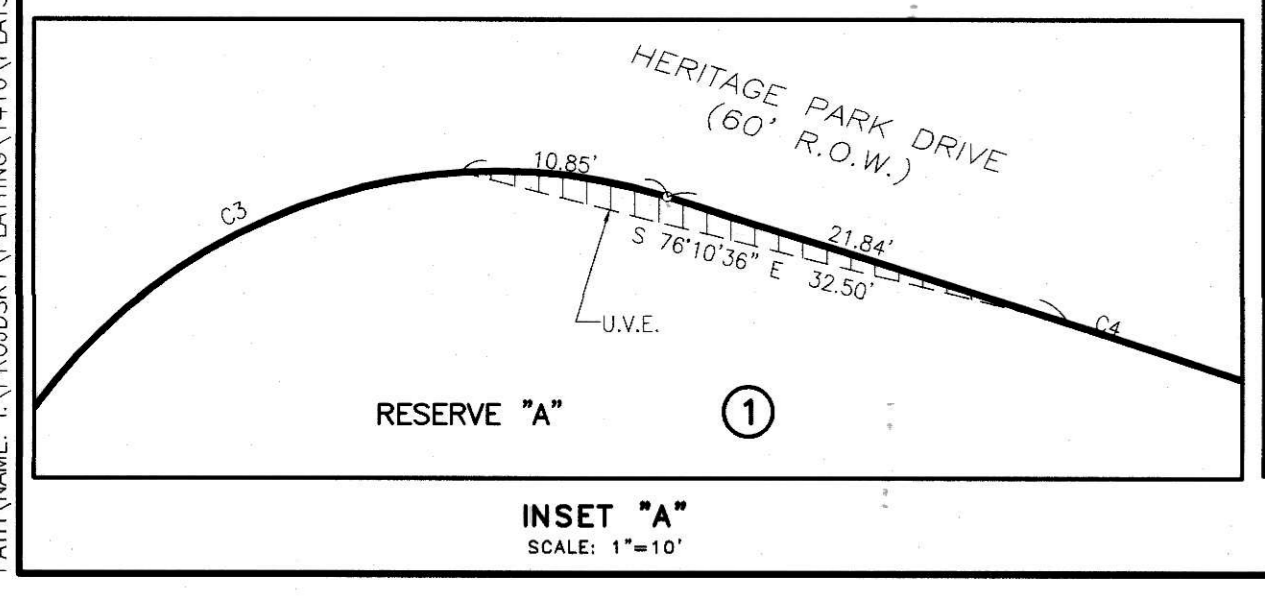 HERITAGE PARK DRIVE
(60' R.O.W.)
10.85'
C3
21.84'
S 76°10'36" E 32.50'
U.V.E.
C4
RESERVE "A"
1
INSET "A"
SCALE: 1"=10'